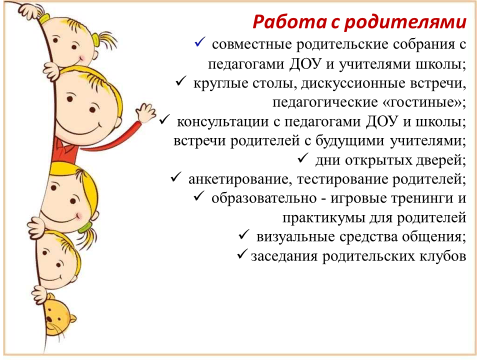 Работа с родителями
✓ совместные родительские собрания с
педагогами ДОУ и учителями школы;
✓ круглые столы, дискуссионные встречи,
педагогические «гостиные»;
✓ консультации с педагогами ДОУ и школы;
встречи родителей с будущими учителями;
✓ дни открытых дверей;
✓ анкетирование, тестирование родителей;
✓ образовательно - игровые тренинги и
практикумы для родителей
✓ визуальные средства общения;
✓ заседания родительских клубов